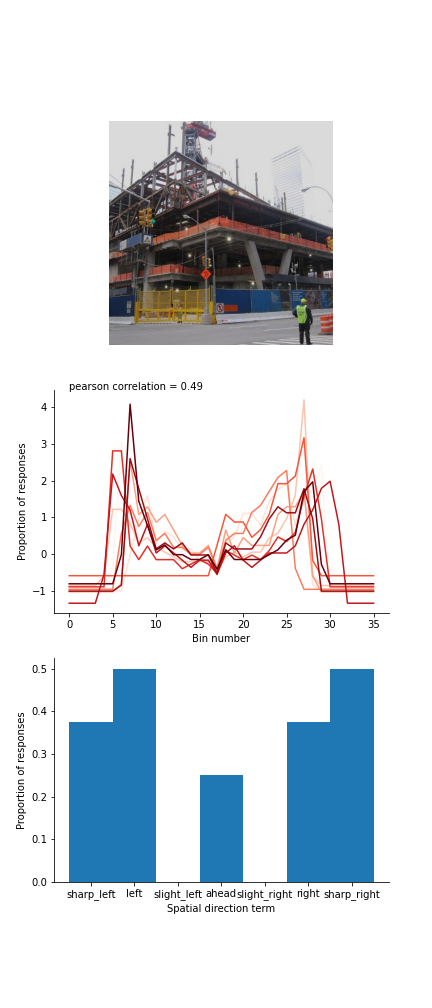 pearson correlation = 0.49
4
3
2
1
0
−1
Proportion of responses
0 5 10 15 20 25 30 35
Bin number
0.5
0.4
0.3
0.2
0.1
0.0
Proportion of responses
sharp_left left slight_left ahead slight_right right sharp_right
Spatial direction term